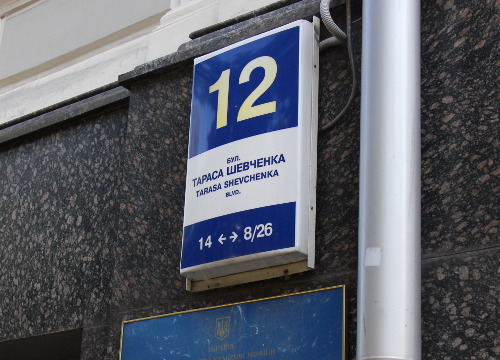 12
БУЛ.
ТАРАСА ШЕВЧЕНКА
TARASA SHEVCHENKA
BLVD.
14 ←→ 8/26